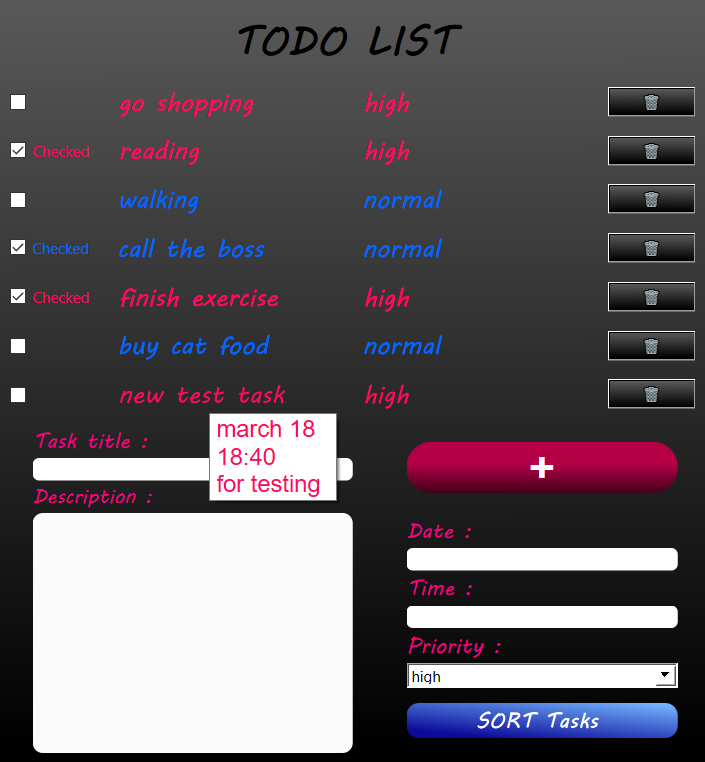 TODO LIST
go shopping high
Checked reading high
walking normal
Checked call the boss normal
Checked finish exercise high
buy cat food normal
new test task high
march 18
18:40
for testing
Task title :
+
Description :
Date :
Time :
Priority :
high
SORT Tasks